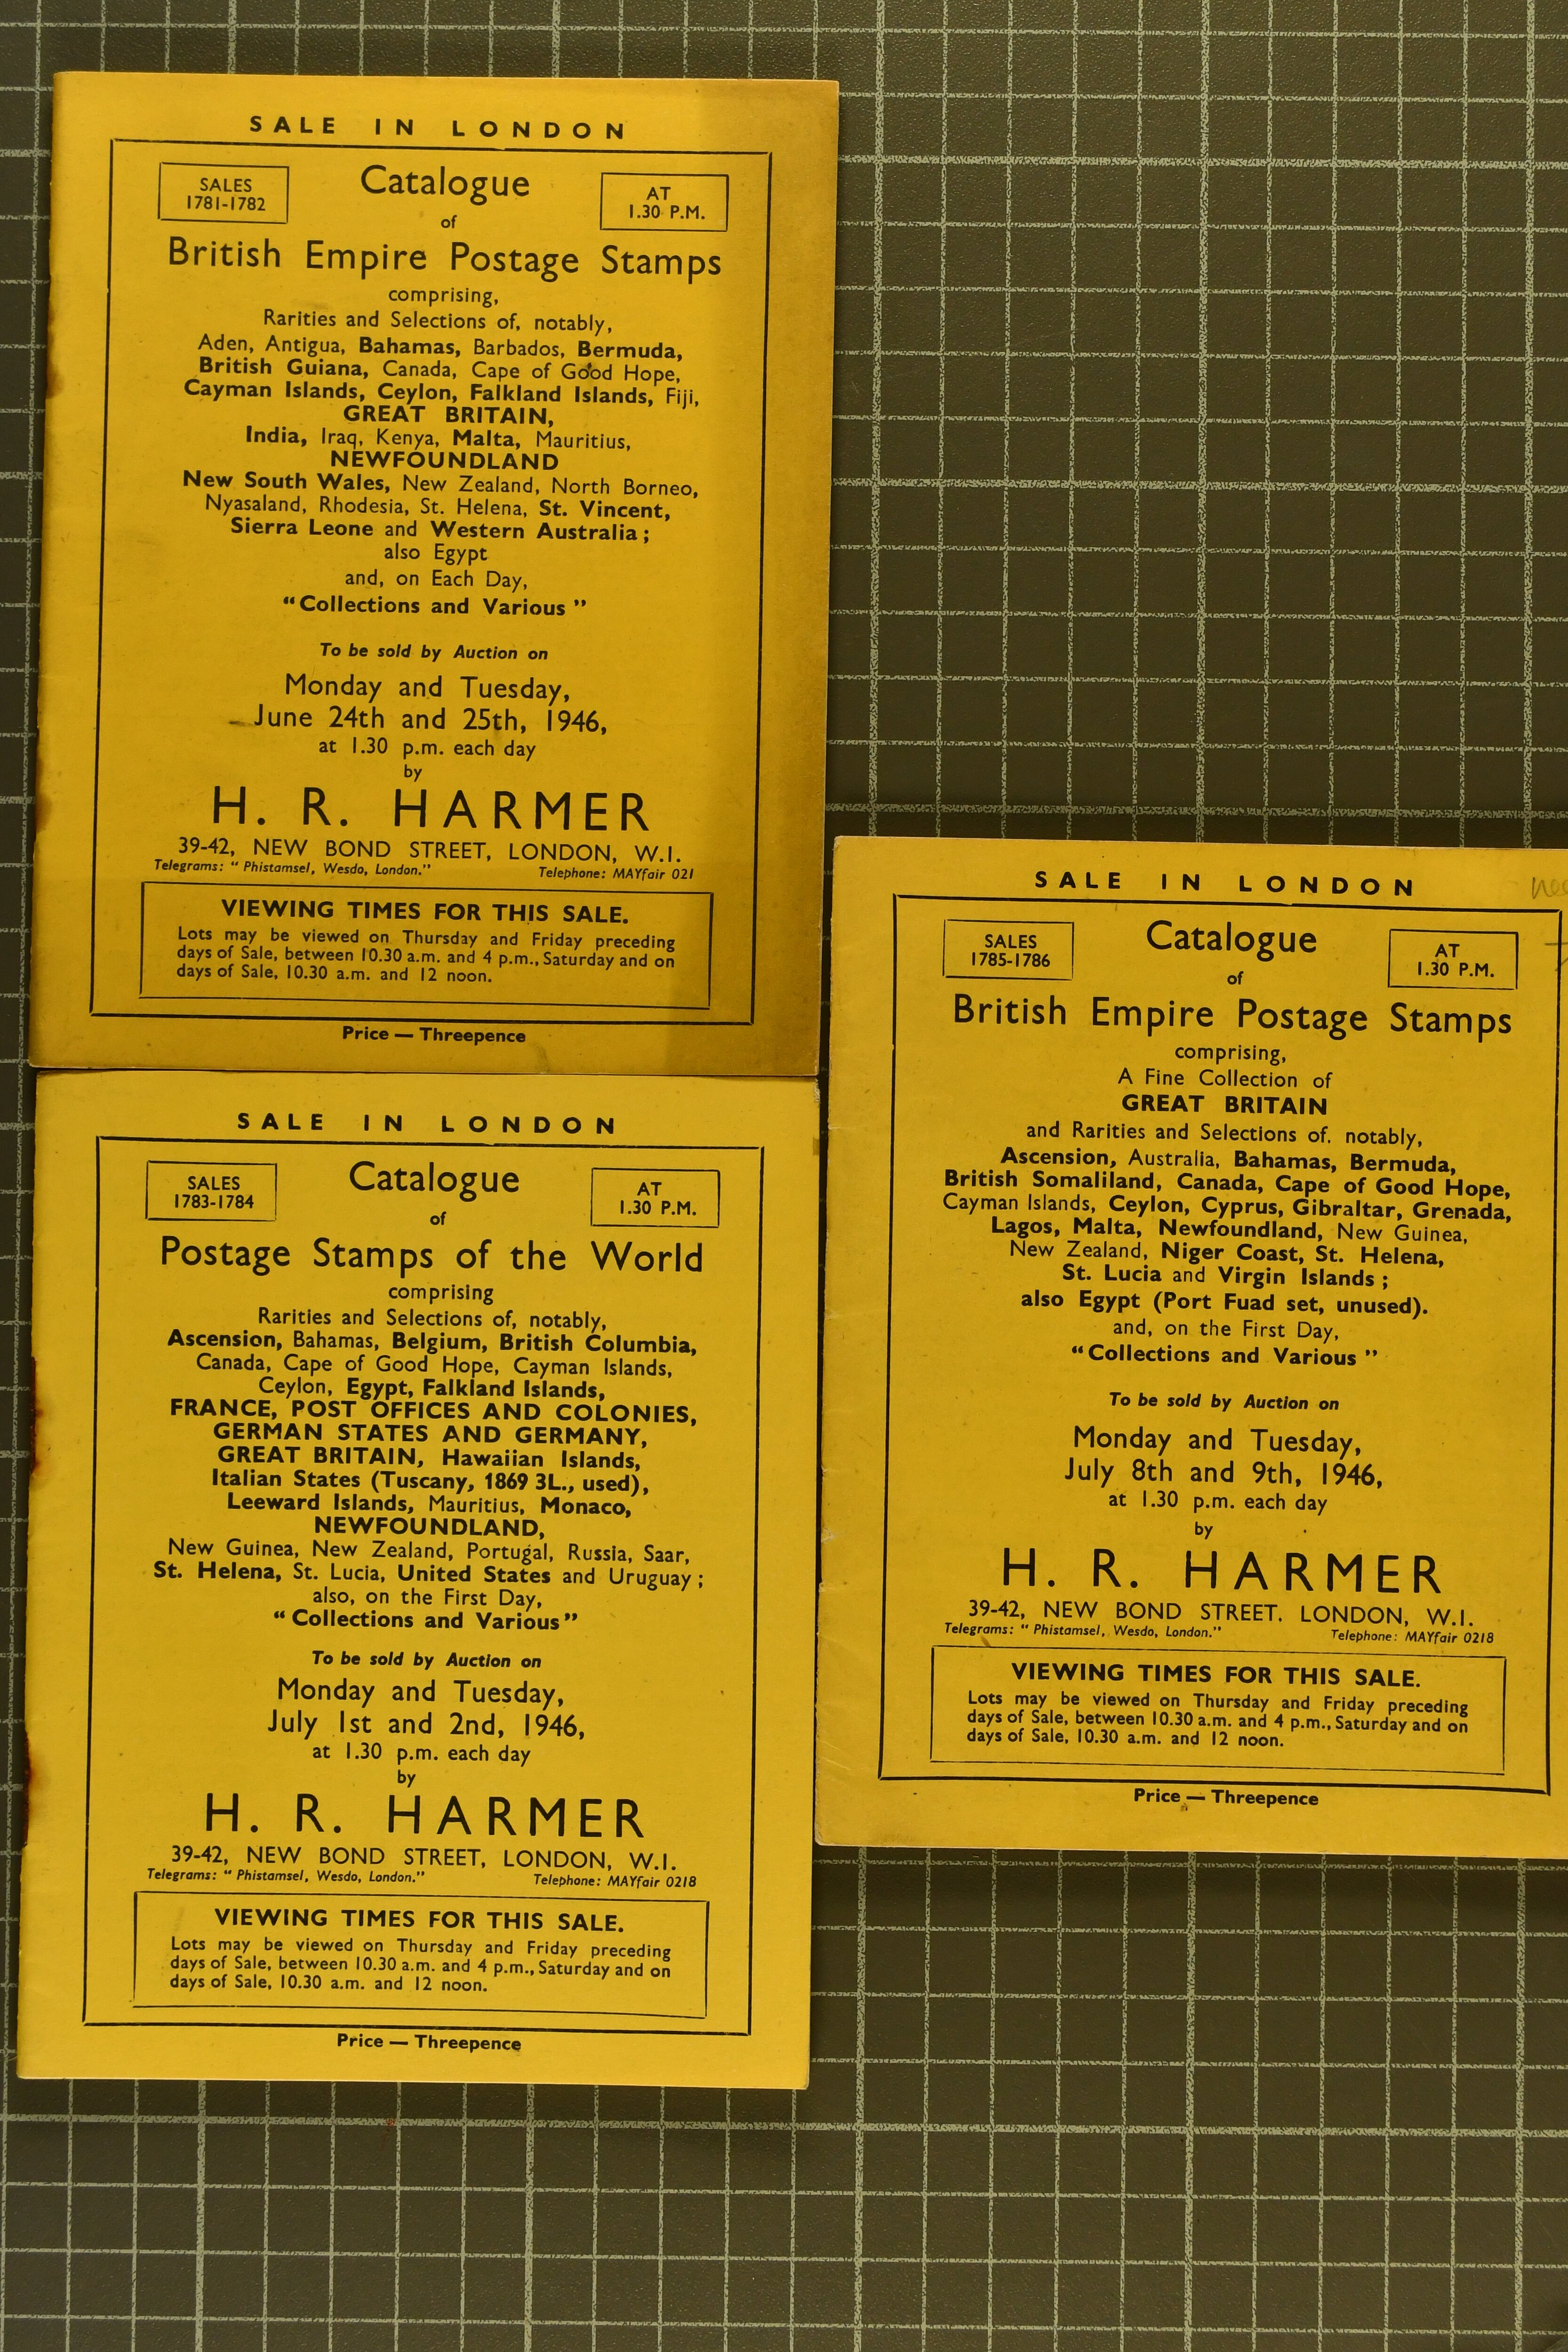 SALE IN LONDON
SALES
1781-1782
Catalogue
AT
1.30 P.M.
of
British Empire Postage Stamps
comprising,
Rarities and Selections of, notably,
Aden, Antigua, Bahamas, Barbados, Bermuda,
British Guiana, Canada, Cape of Good Hope,
Cayman Islands, Ceylon, Falkland Islands, Fiji,
GREAT BRITAIN,
India, Iraq, Kenya, Malta, Mauritius,
NEWFOUNDLAND
New South Wales, New Zealand, North Borneo,
Nyasaland, Rhodesia, St. Helena, St. Vincent,
Sierra Leone and Western Australia ;
also Egypt
and, on Each Day,
“Collections and Various”
To be sold by Auction on
Monday and Tuesday,
June 24th and 25th, 1946,
at 1.30 p.m. each day
by
H. R. HARMER
39-42, NEW BOND STREET, LONDON, W.I.
Telegrams: “Phistamsel, Wesdo, London.” Telephone: MAYfair 021
VIEWING TIMES FOR THIS SALE.
Lots may be viewed on Thursday and Friday preceding
days of Sale, between 10.30 a.m. and 4 p.m., Saturday and on
days of Sale, 10.30 a.m. and 12 noon.
Price — Threepence
SALE IN LONDON
SALES
1783-1784
Catalogue
AT
1.30 P.M.
of
Postage Stamps of the World
comprising
Rarities and Selections of, notably,
Ascension, Bahamas, Belgium, British Columbia,
Canada, Cape of Good Hope, Cayman Islands,
Ceylon, Egypt, Falkland Islands,
FRANCE, POST OFFICES AND COLONIES,
GERMAN STATES AND GERMANY,
GREAT BRITAIN, Hawaiian Islands,
Italian States (Tuscany, 1869 3L., used),
Leeward Islands, Mauritius, Monaco,
NEWFOUNDLAND,
New Guinea, New Zealand, Portugal, Russia, Saar,
St. Helena, St. Lucia, United States and Uruguay ;
also, on the First Day,
“Collections and Various”
To be sold by Auction on
Monday and Tuesday,
July 1st and 2nd, 1946,
at 1.30 p.m. each day
by
H. R. HARMER
39-42, NEW BOND STREET, LONDON, W.I.
Telegrams: “Phistamsel, Wesdo, London.” Telephone: MAYfair 0218
VIEWING TIMES FOR THIS SALE.
Lots may be viewed on Thursday and Friday preceding
days of Sale, between 10.30 a.m. and 4 p.m., Saturday and on
days of Sale, 10.30 a.m. and 12 noon.
Price — Threepence
SALE IN LONDON
SALES
1785-1786
Catalogue
AT
1.30 P.M.
of
British Empire Postage Stamps
comprising,
A Fine Collection of
GREAT BRITAIN
and Rarities and Selections of, notably,
Ascension, Australia, Bahamas, Bermuda,
British Somaliland, Canada, Cape of Good Hope,
Cayman Islands, Ceylon, Cyprus, Gibraltar, Grenada,
Lagos, Malta, Newfoundland, New Guinea,
New Zealand, Niger Coast, St. Helena,
St. Lucia and Virgin Islands ;
also Egypt (Port Fuad set, unused).
and, on the First Day,
“Collections and Various”
To be sold by Auction on
Monday and Tuesday,
July 8th and 9th, 1946,
at 1.30 p.m. each day
by
H. R. HARMER
39-42, NEW BOND STREET. LONDON, W.I.
Telegrams: “Phistamsel, Wesdo, London.” Telephone: MAYfair 0218
VIEWING TIMES FOR THIS SALE.
Lots may be viewed on Thursday and Friday preceding
days of Sale, between 10.30 a.m. and 4 p.m., Saturday and on
days of Sale, 10.30 a.m. and 12 noon.
Price — Threepence